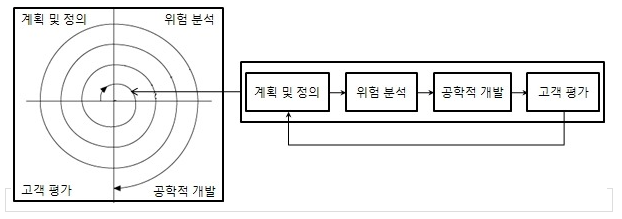 계획 및 정의 위험 분석
계획 및 정의 위험 분석 공학적 개발 고객 평가
고객 평가 공학적 개발